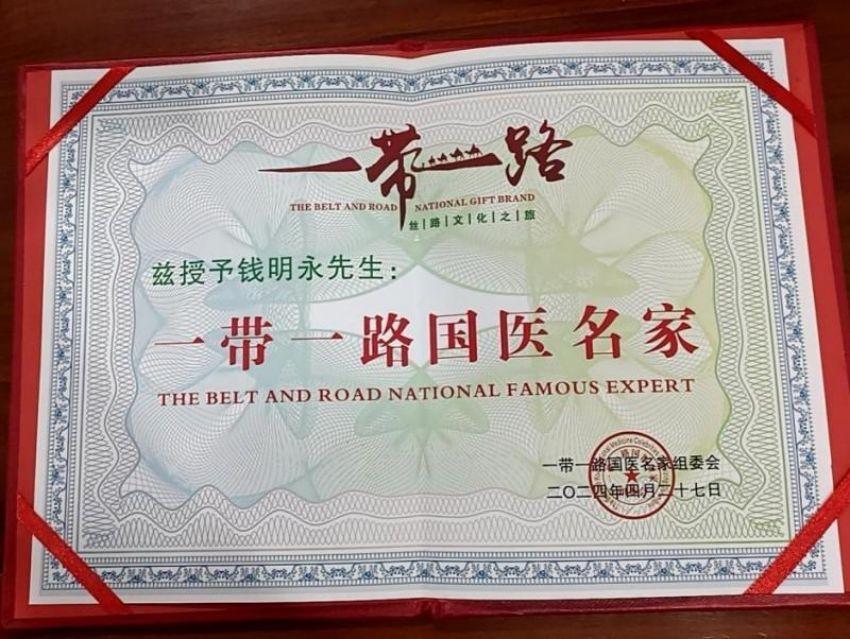 一带一路
THE BELT AND ROAD NATIONAL GIFT BRAND
丝|路|文|化|之|旅
兹授予钱明永先生：
一带一路国医名家
THE BELT AND ROAD NATIONAL FAMOUS EXPERT
一带一路国医名家组委会
二〇二四年四月二十七日